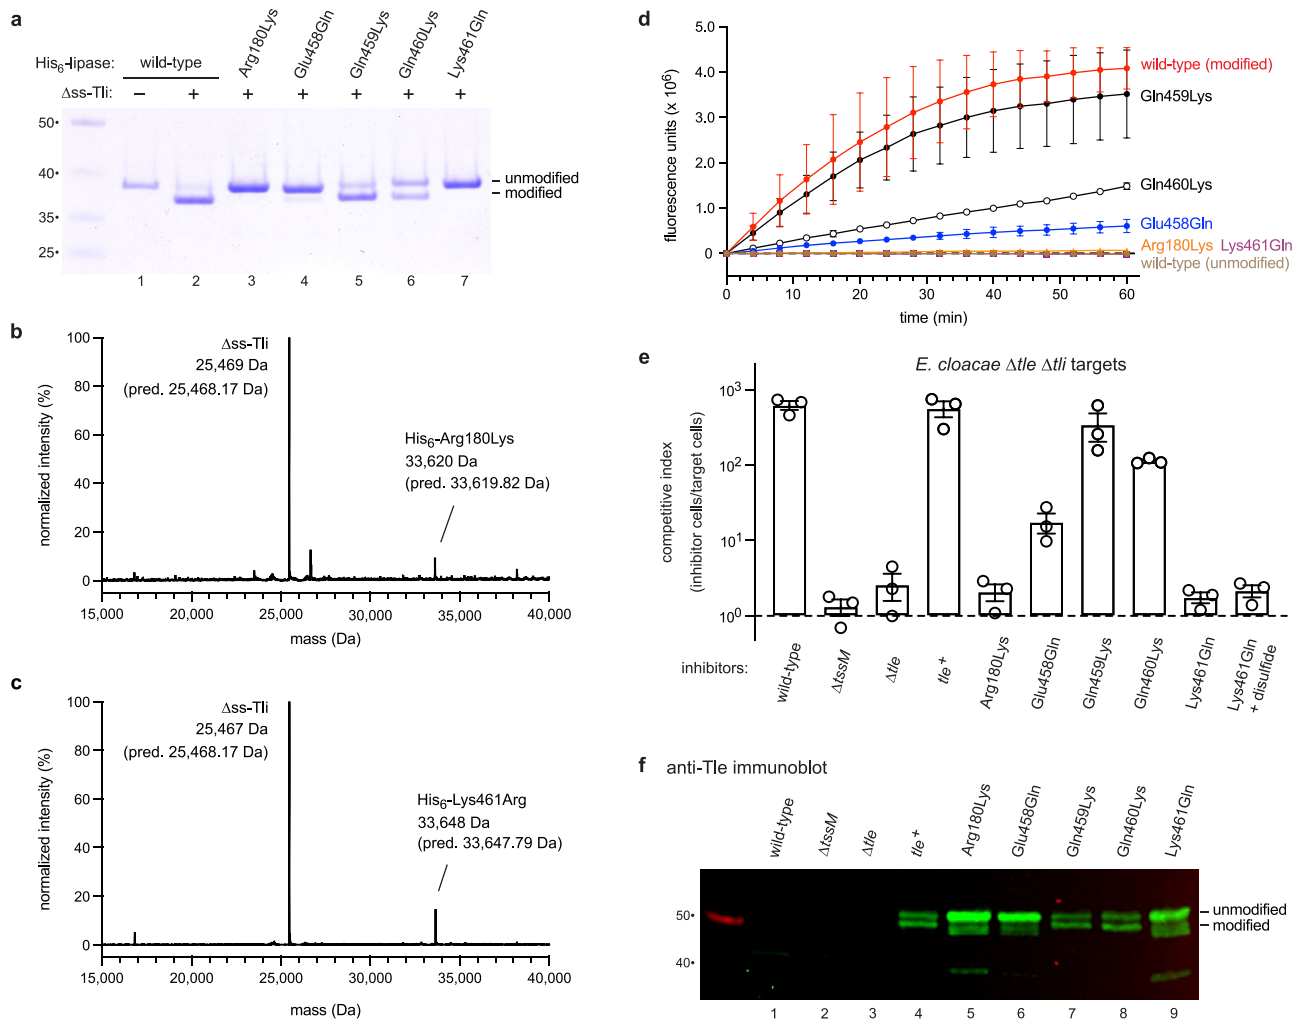 a
His6-lipase:
wild-type
Arg180Lys
Glu458Gln
Gln459Lys
Gln460Lys
Lys461Gln
Δss-Tli:
– + + + + + +
50•
40•
35•
25•
unmodified
modified
1 2 3 4 5 6 7
b
normalized intensity (%)
100
80
60
40
20
0
Δss-Tli
25,469 Da
(pred. 25,468.17 Da)
His6-Arg180Lys
33,620 Da
(pred. 33,619.82 Da)
15,000 20,000 25,000 30,000 35,000 40,000
mass (Da)
c
normalized intensity (%)
100
80
60
40
20
0
Δss-Tli
25,467 Da
(pred. 25,468.17 Da)
His6-Lys461Arg
33,648 Da
(pred. 33,647.79 Da)
15,000 20,000 25,000 30,000 35,000 40,000
mass (Da)
d
fluorescence units (x 10⁶)
5.0
4.0
3.0
2.0
1.0
0
wild-type (modified)
Gln459Lys
Gln460Lys
Glu458Gln
Arg180Lys Lys461Gln
wild-type (unmodified)
0 10 20 30 40 50 60
time (min)
e
E. cloacae Δtle Δtli targets
competitive index
(inhibitor cells/target cells)
10³
10²
10¹
10⁰
inhibitors:
wild-type
ΔtssM
Δtle
tle⁺
Arg180Lys
Glu458Gln
Gln459Lys
Gln460Lys
Lys461Gln
Lys461Gln
+ disulfide
f
anti-Tle immunoblot
wild-type
ΔtssM
Δtle
tle⁺
Arg180Lys
Glu458Gln
Gln459Lys
Gln460Lys
Lys461Gln
50•
40•
unmodified
modified
1 2 3 4 5 6 7 8 9